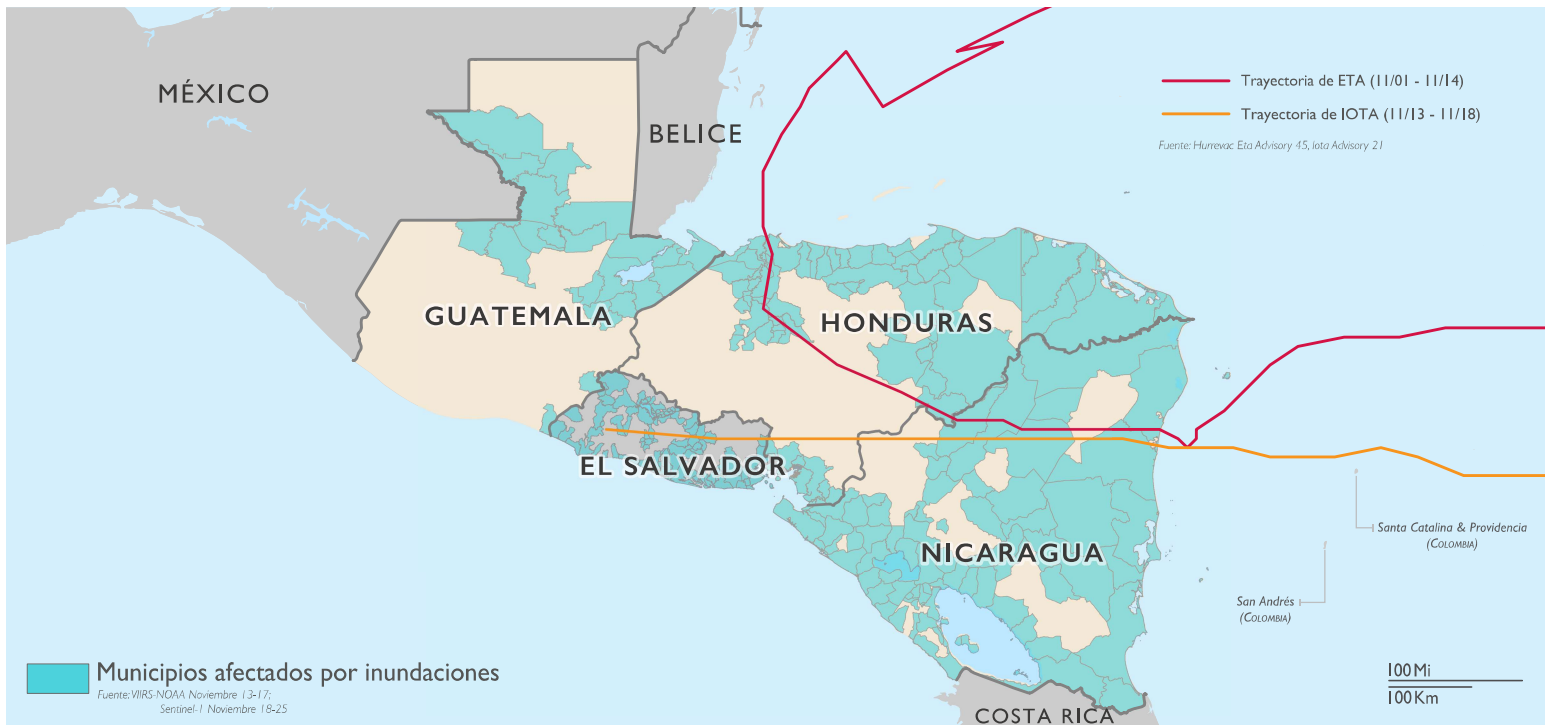 MÉXICO
BELICE
GUATEMALA
HONDURAS
EL SALVADOR
NICARAGUA
COSTA RICA
Trayectoria de ETA (11/01 - 11/14)
Trayectoria de IOTA (11/13 - 11/18)
Fuente: Hurrevac Eta Advisory 45, Iota Advisory 21
Santa Catalina & Providencia
(COLOMBIA)
San Andrés
(COLOMBIA)
Municipios afectados por inundaciones
Fuente: VIIRS-NOAA Noviembre 13-17;
Sentinel-1 Noviembre 18-25
100 Mi
100 Km